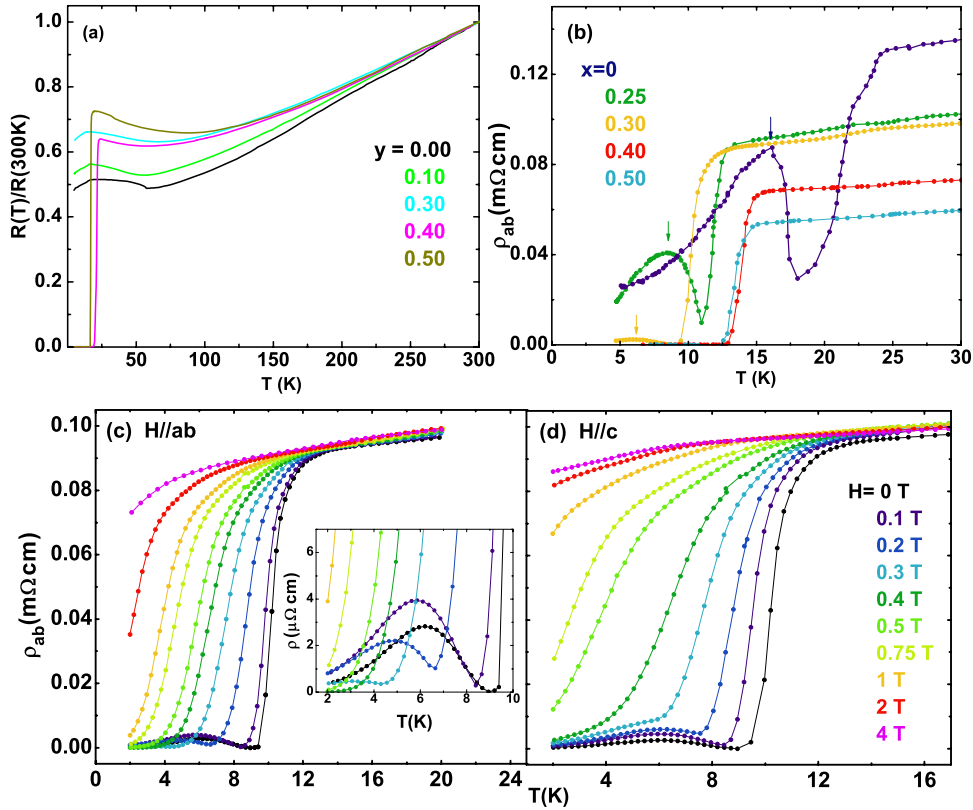 (a)
R(T)/R(300K)
1.0
0.8
0.6
0.4
0.2
0.0
y = 0.00
0.10
0.30
0.40
0.50
0 50 100 150 200 250 300
T (K)
(b)
ρab(mΩcm)
0.12
0.08
0.04
0.00
x=0
0.25
0.30
0.40
0.50
0 5 10 15 20 25 30
T (K)
(c) H//ab
ρab(mΩcm)
0.10
0.08
0.06
0.04
0.02
0.00
0 4 8 12 16 20 24
ρ (μΩ cm)
6
4
2
0
2 4 6 8 10
T(K)
(d) H//c
H= 0 T
0.1 T
0.2 T
0.3 T
0.4 T
0.5 T
0.75 T
1 T
2 T
4 T
4 8 12 16
T(K)